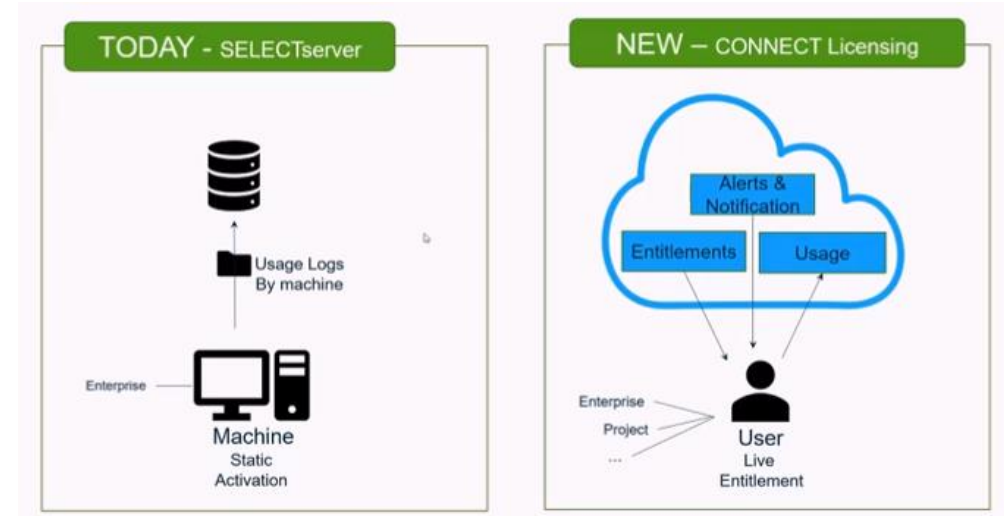 TODAY - SELECTserver
Usage Logs
By machine
Enterprise
Machine
Static
Activation
NEW – CONNECT Licensing
Alerts &
Notification
Entitlements
Usage
Enterprise
Project
...
User
Live
Entitlement